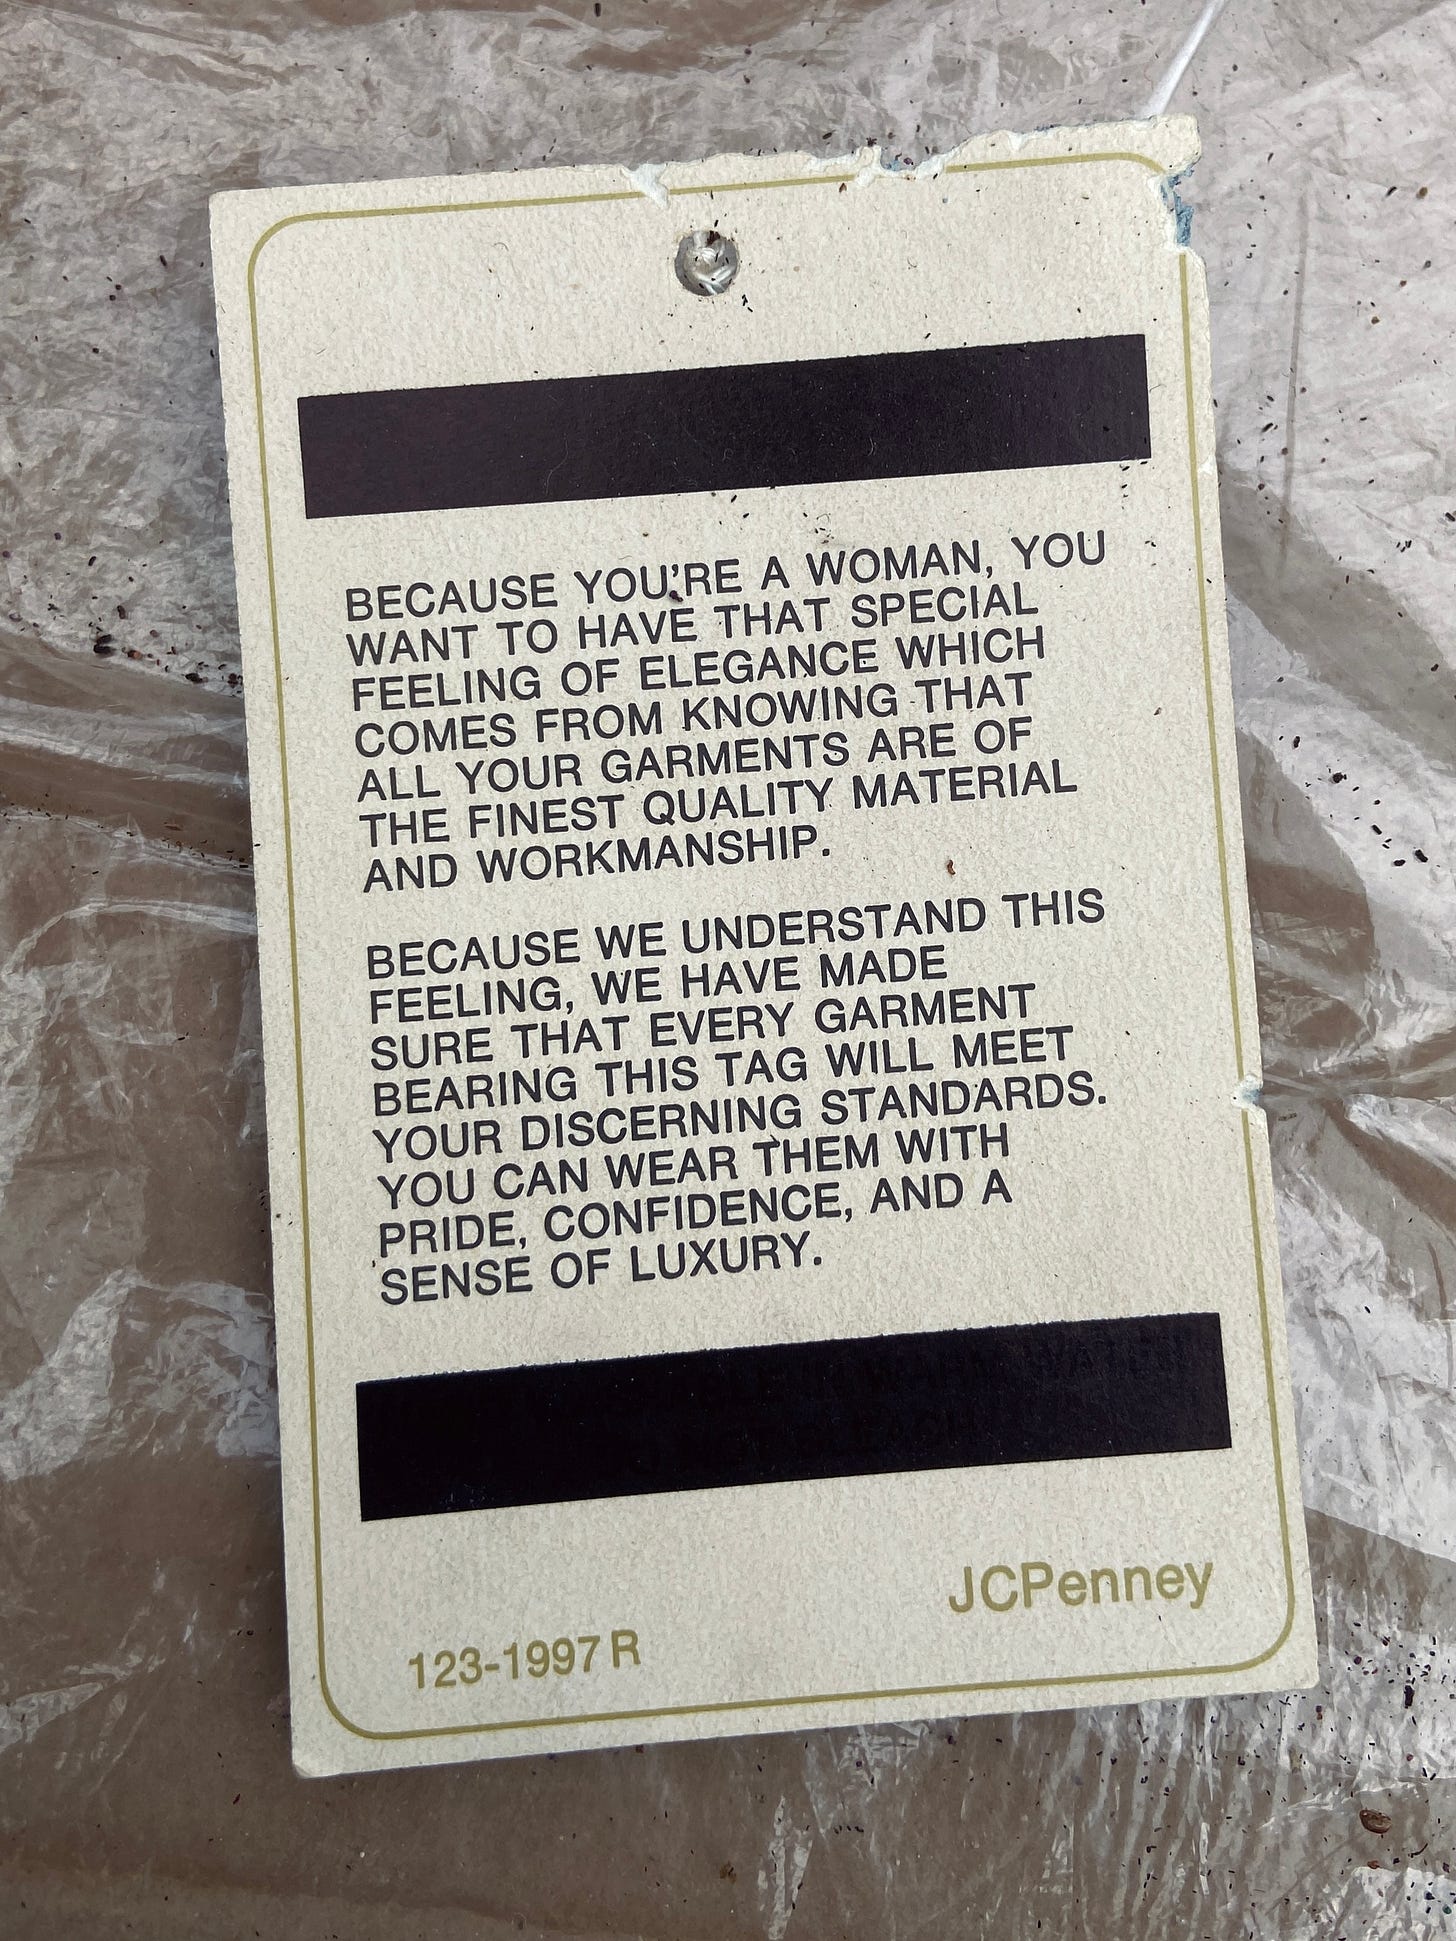 BECAUSE YOU'RE A WOMAN, YOU
WANT TO HAVE THAT SPECIAL
FEELING OF ELEGANCE WHICH
COMES FROM KNOWING THAT
ALL YOUR GARMENTS ARE OF
THE FINEST QUALITY MATERIAL
AND WORKMANSHIP.
BECAUSE WE UNDERSTAND THIS
FEELING, WE HAVE MADE
SURE THAT EVERY GARMENT
BEARING THIS TAG WILL MEET
YOUR DISCERNING STANDARDS.
YOU CAN WEAR THEM WITH
PRIDE, CONFIDENCE, AND A
SENSE OF LUXURY.
WATER
JCPenney
123-1997 R